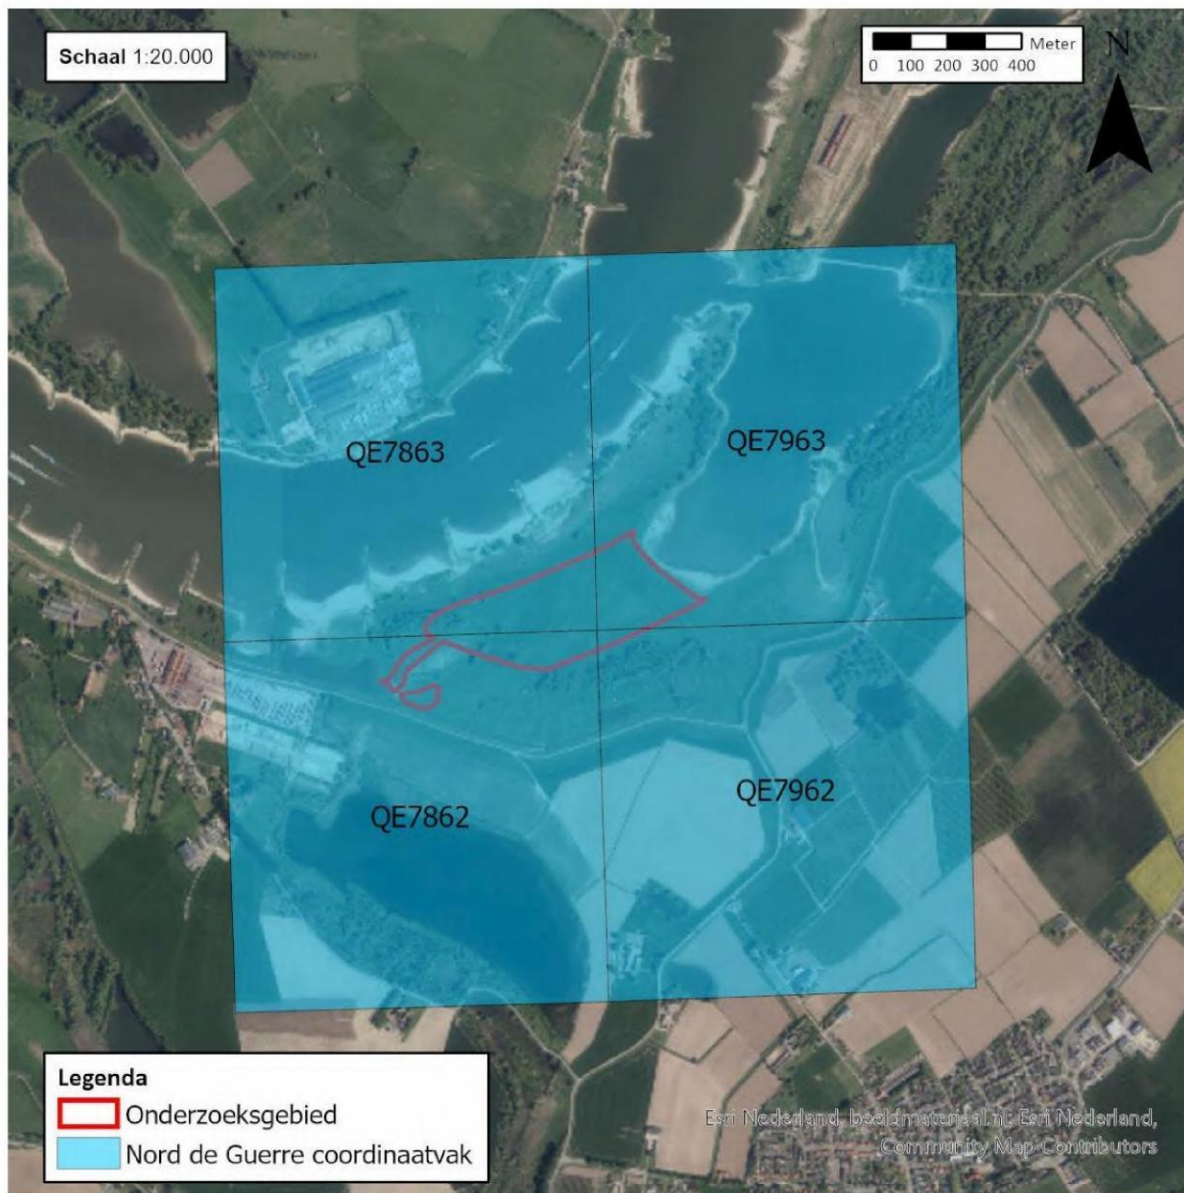 Schaal 1:20.000
Meter
0 100 200 300 400
N
QE7863
QE7963
QE7862
QE7962
Legenda
Onderzoeksgebied
Nord de Guerre coordinaatvak
Esri Nederland, beeldmateriaal.nl, Esri Nederland,
Community Map Contributors